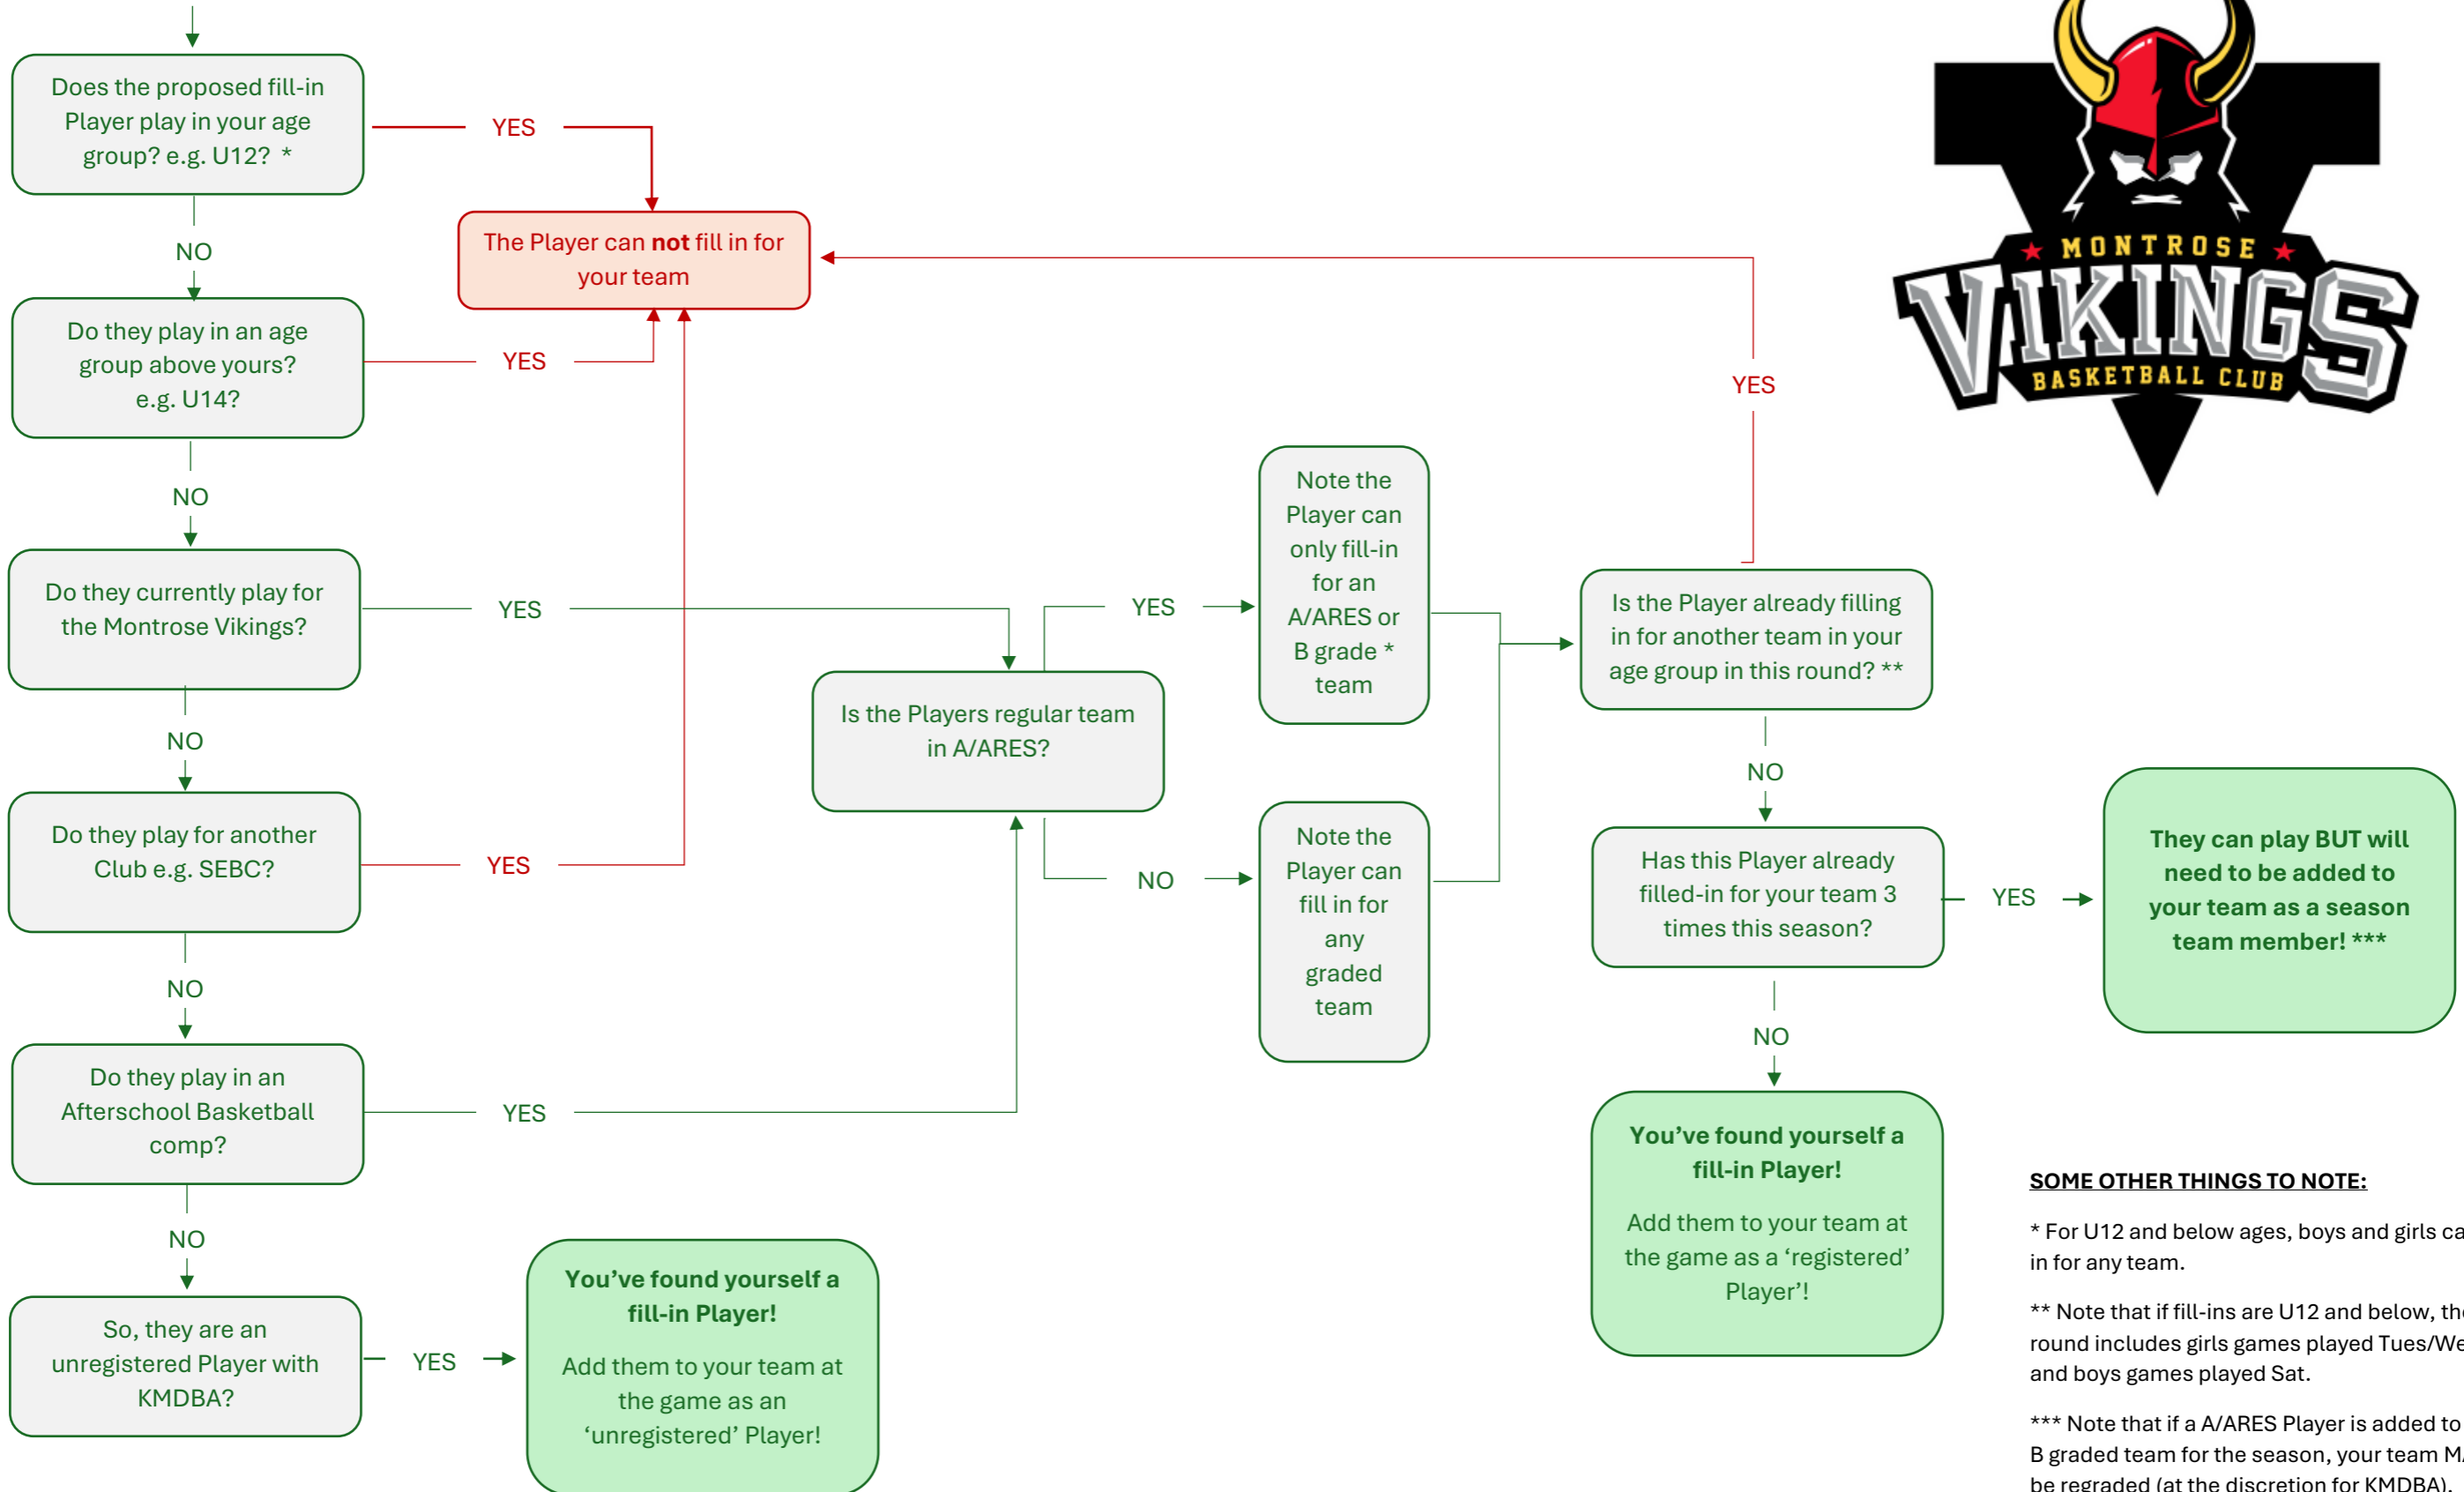 Does the proposed fill-in
Player play in your age
group? e.g. U12? *
YES
NO
The Player can not fill in for
your team
Do they play in an age
group above yours?
e.g. U14?
YES
NO
Do they currently play for
the Montrose Vikings?
YES
NO
Do they play for another
Club e.g. SEBC?
YES
NO
Do they play in an
Afterschool Basketball
comp?
YES
NO
So, they are an
unregistered Player with
KMDBA?
YES
You’ve found yourself a
fill-in Player!
Add them to your team at
the game as an
‘unregistered’ Player!
Is the Players regular team
in A/ARES?
YES
Note the
Player can
only fill-in
for an
A/ARES or
B grade *
team
NO
Note the
Player can
fill in for
any
graded
team
Is the Player already filling
in for another team in your
age group in this round? **
YES
NO
Has this Player already
filled-in for your team 3
times this season?
YES
They can play BUT will
need to be added to
your team as a season
team member! ***
NO
You’ve found yourself a
fill-in Player!
Add them to your team at
the game as a ‘registered’
Player’!
MONTROSE
VIKINGS
BASKETBALL CLUB
SOME OTHER THINGS TO NOTE:
* For U12 and below ages, boys and girls
in for any team.
** Note that if fill-ins are U12 and below,
round includes girls games played
and boys games played Sat.
*** Note that if a A/ARES Player is added to
B graded team for the season, your team
be regraded (at the discretion for KMDBA).